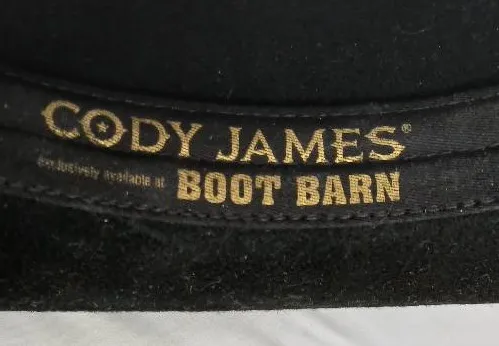 CODY JAMES®
exclusively available at BOOT BARN